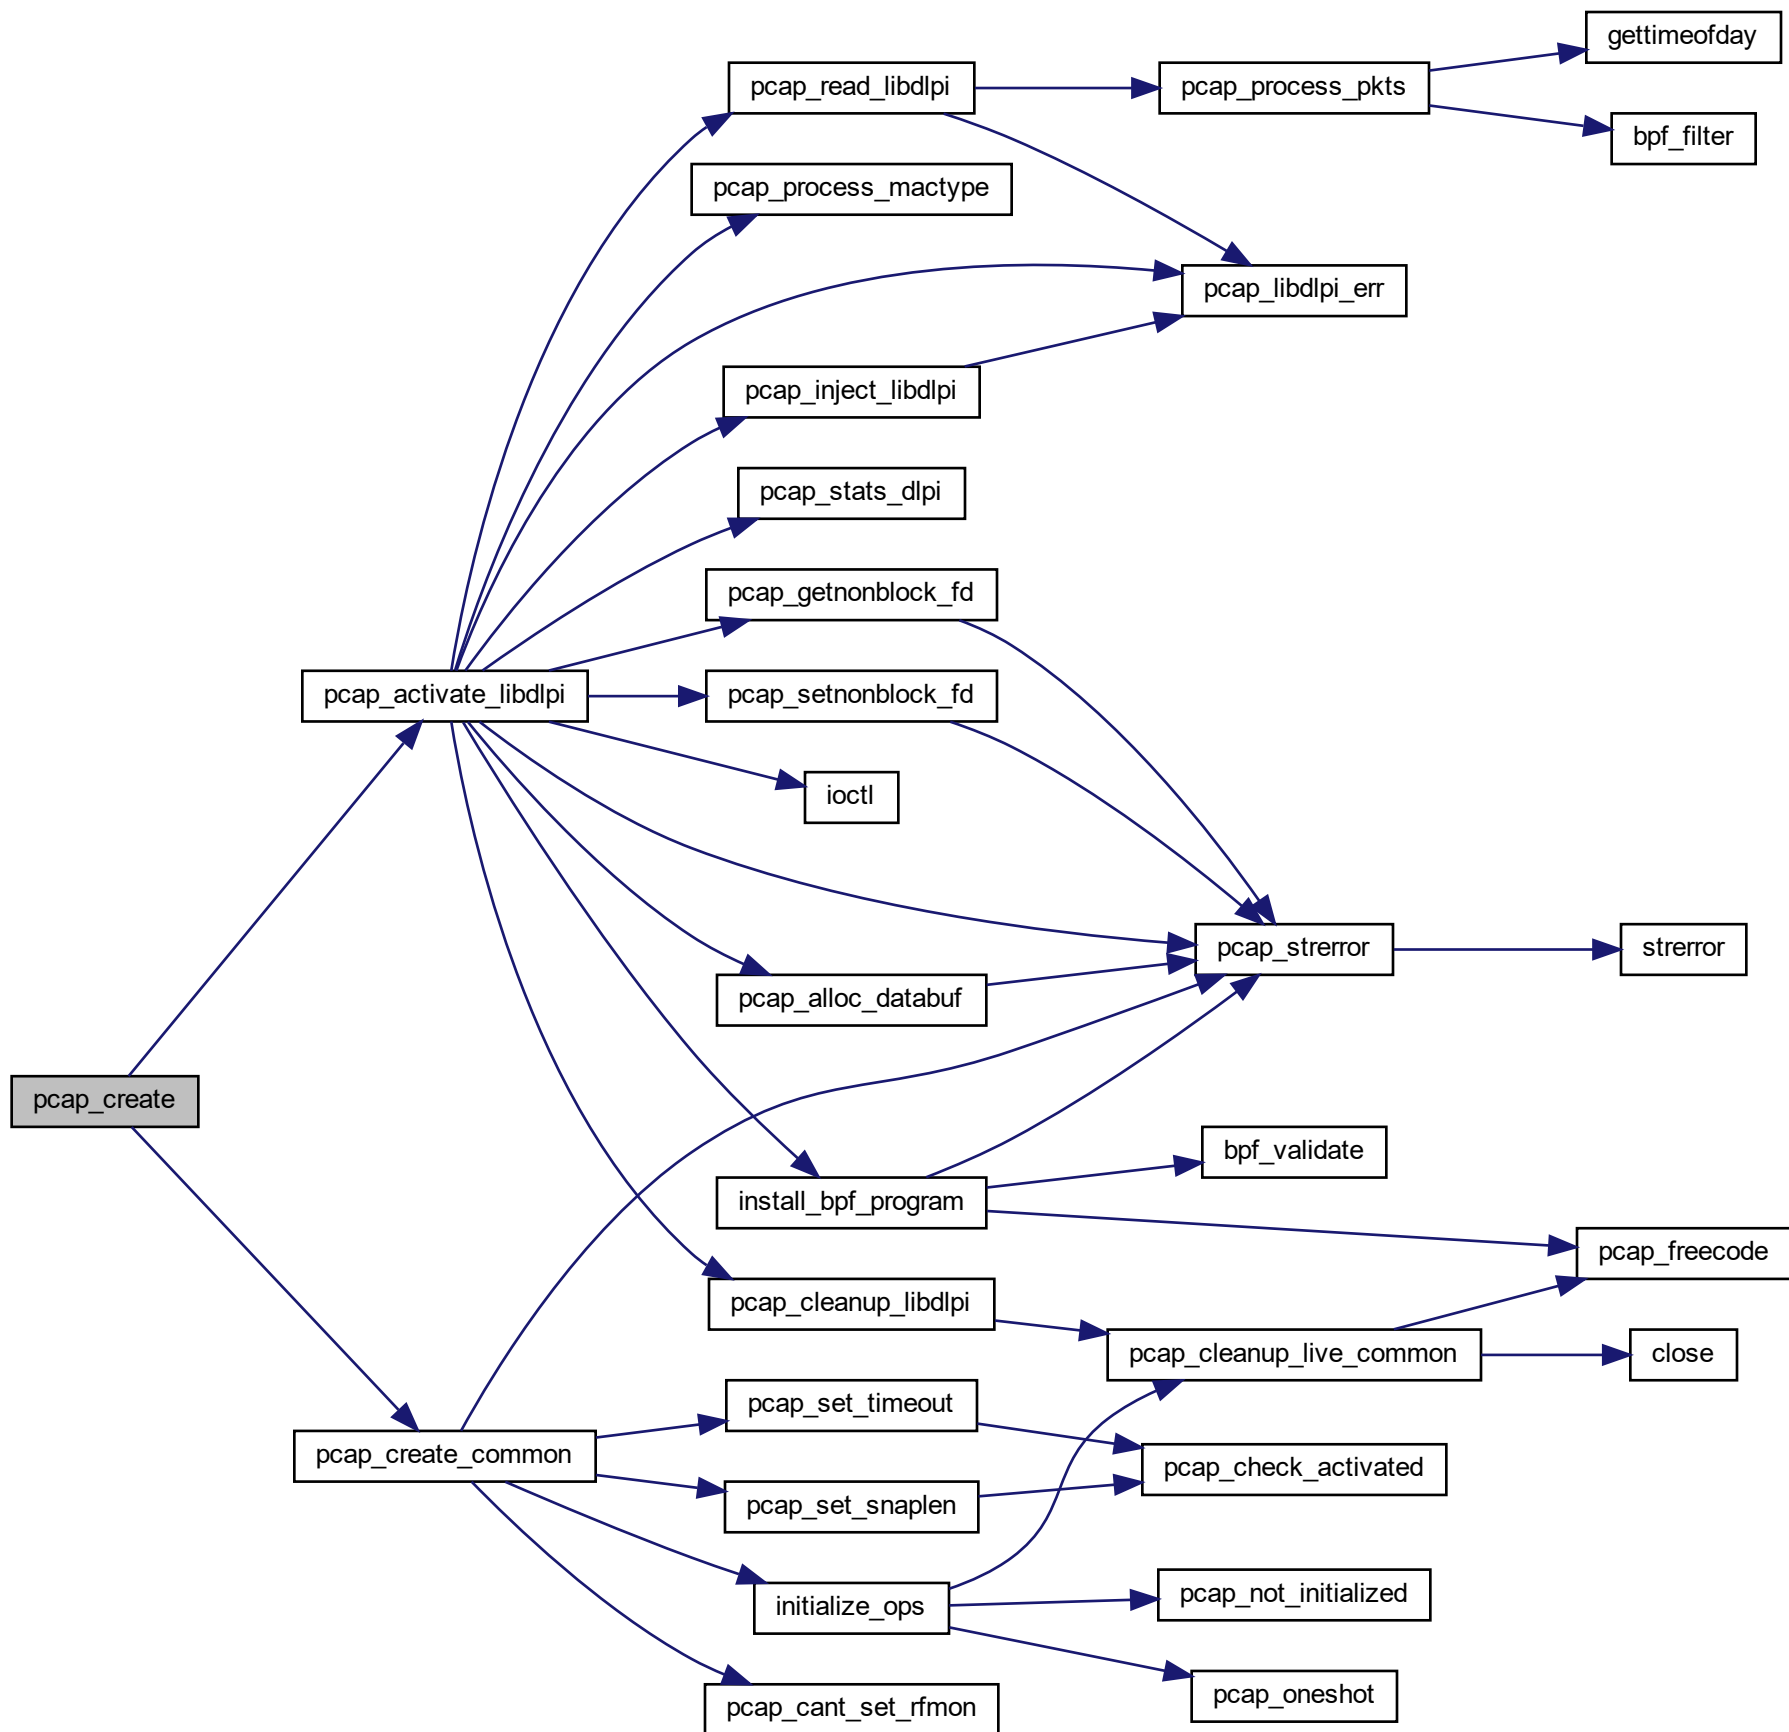 gettimeofday
pcap_read_libdlpi
pcap_process_pkts
bpf_filter
pcap_process_mactype
pcap_libdlpi_err
pcap_inject_libdlpi
pcap_stats_dlpi
pcap_getnonblock_fd
pcap_activate_libdlpi
pcap_setnonblock_fd
ioctl
pcap_strerror
strerror
pcap_alloc_databuf
pcap_create
bpf_validate
install_bpf_program
pcap_freecode
pcap_cleanup_libdlpi
pcap_cleanup_live_common
close
pcap_set_timeout
pcap_create_common
pcap_check_activated
pcap_set_snaplen
pcap_not_initialized
initialize_ops
pcap_oneshot
pcap_cant_set_rfmon